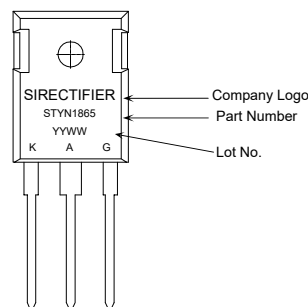 SIRECTIFIER
STYN1865
YYWW
K A G
Company Logo
Part Number
Lot No.